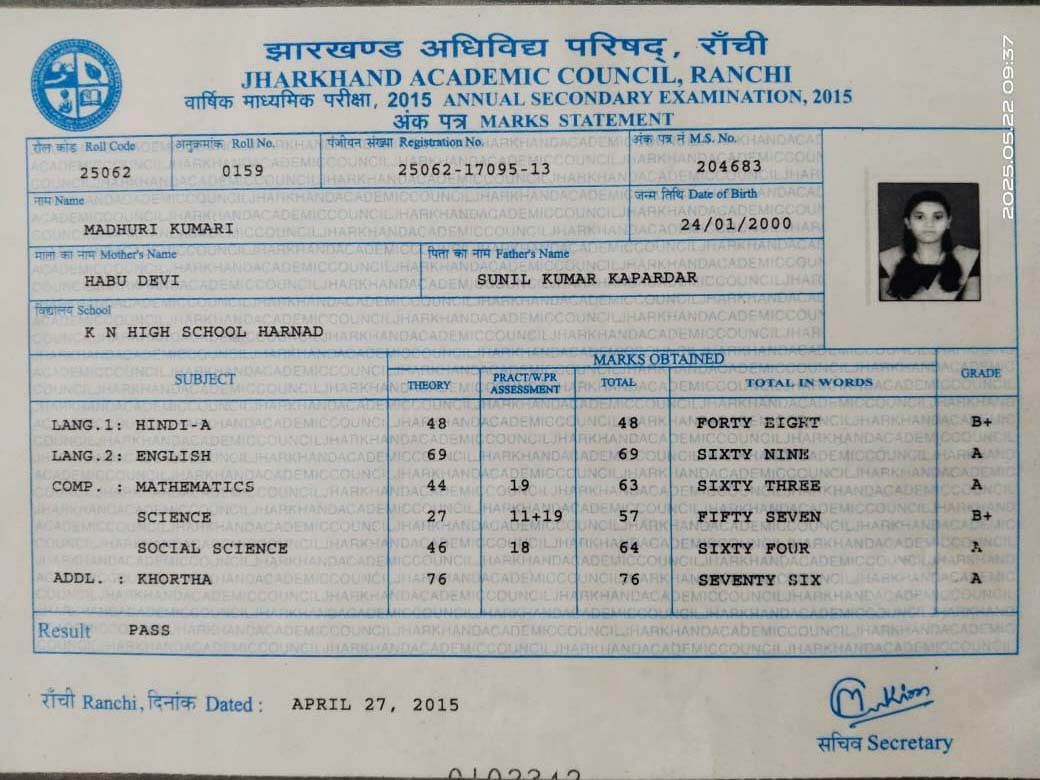 झारखण्ड अधिविद्य परिषद्, राँची
JHARKHAND ACADEMIC COUNCIL, RANCHI
वार्षिक माध्यमिक परीक्षा, 2015 ANNUAL SECONDARY EXAMINATION, 2015
अंक पत्र MARKS STATEMENT
रोल कोड Roll Code अनुक्रमांक Roll No. पंजीयन संख्या Registration No. अंक पत्र नं M.S. No.
25062 0159 25062-17095-13 204683
नाम Name जन्म तिथि Date of Birth
MADHURI KUMARI 24/01/2000
माता का नाम Mother's Name पिता का नाम Father's Name
HABU DEVI SUNIL KUMAR KAPARDAR
विद्यालय School
K N HIGH SCHOOL HARNAD
MARKS OBTAINED
SUBJECT THEORY PRACT/W.PR ASSESSMENT TOTAL TOTAL IN WORDS GRADE
LANG.1: HINDI-A 48 48 FORTY EIGHT B+
LANG.2: ENGLISH 69 69 SIXTY NINE A
COMP. : MATHEMATICS 44 19 63 SIXTY THREE A
SCIENCE 27 11+19 57 FIFTY SEVEN B+
SOCIAL SCIENCE 46 18 64 SIXTY FOUR A
ADDL. : KHORTHA 76 76 SEVENTY SIX A
Result PASS
राँची Ranchi, दिनांक Dated : APRIL 27, 2015
सचिव Secretary
2025.05.22 09:37